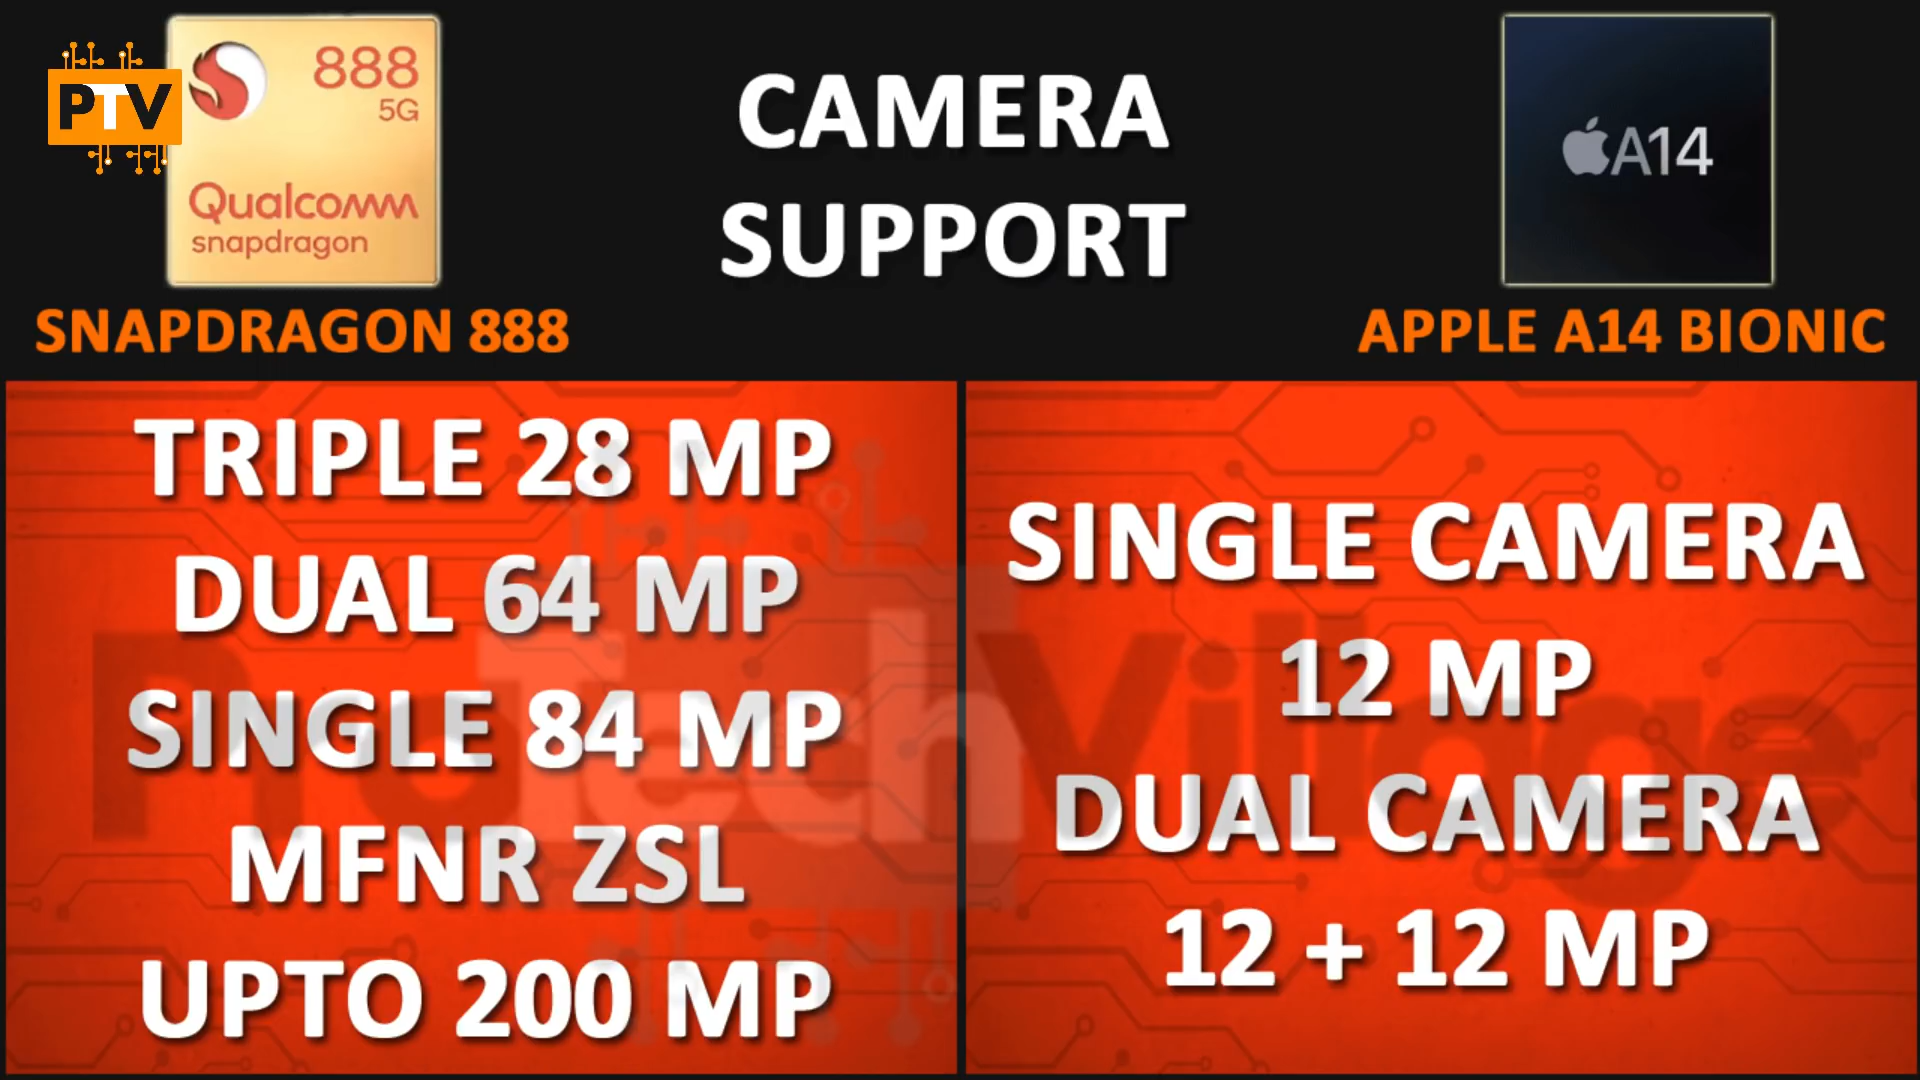 PTV
888
5G
Qualcomm
snapdragon
CAMERA
SUPPORT
A14
SNAPDRAGON 888
APPLE A14 BIONIC
TRIPLE 28 MP
DUAL 64 MP
SINGLE 84 MP
MFNR ZSL
UPTO 200 MP
SINGLE CAMERA
12 MP
DUAL CAMERA
12 + 12 MP
ProTechVillage